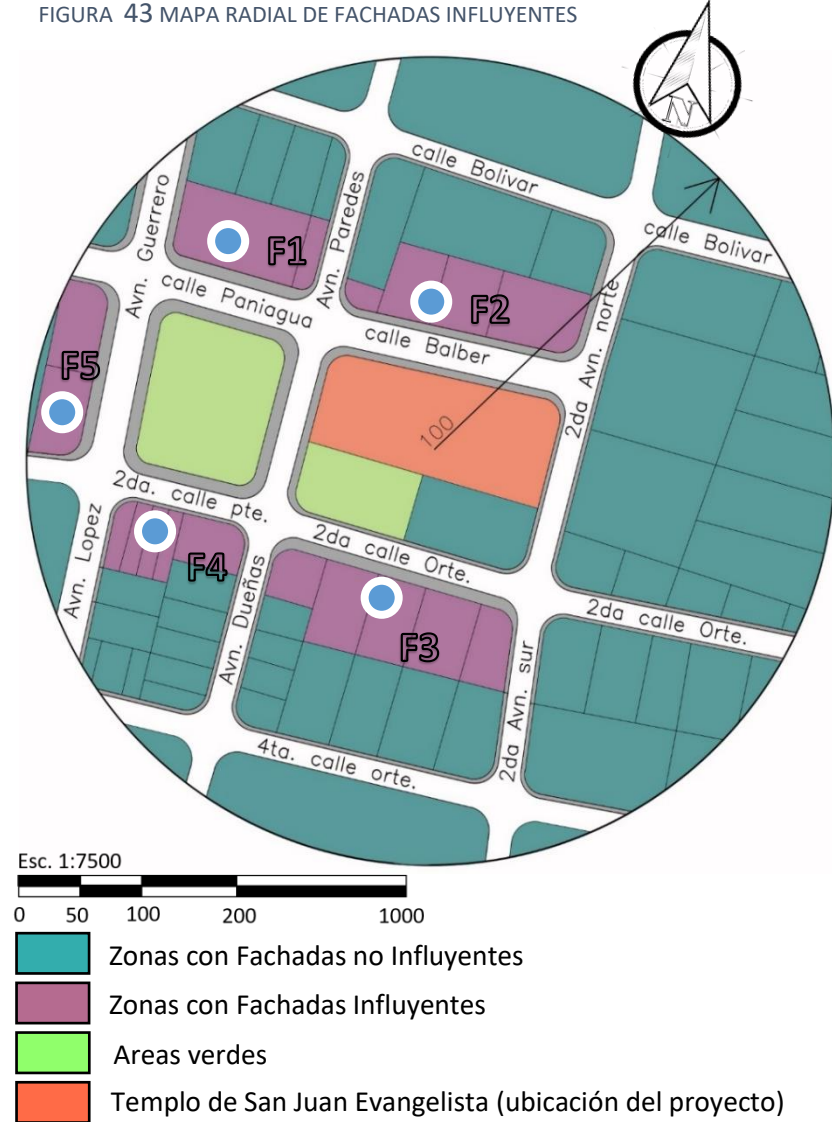 FIGURA 43 MAPA RADIAL DE FACHADAS INFLUYENTES
N
calle Bolivar
calle Bolivar
Avn. Guerrero
Avn. Paredes
F1
calle Paniagua
F2
calle Balber
2da Avn. norte
F5
100
2da. calle pte.
2da calle Orte.
F4
Avn. Lopez
Avn. Dueñas
F3
2da calle Orte.
2da Avn. sur
4ta. calle orte.
Esc. 1:7500
0 50 100 200 1000
Zonas con Fachadas no Influyentes
Zonas con Fachadas Influyentes
Areas verdes
Templo de San Juan Evangelista (ubicación del proyecto)